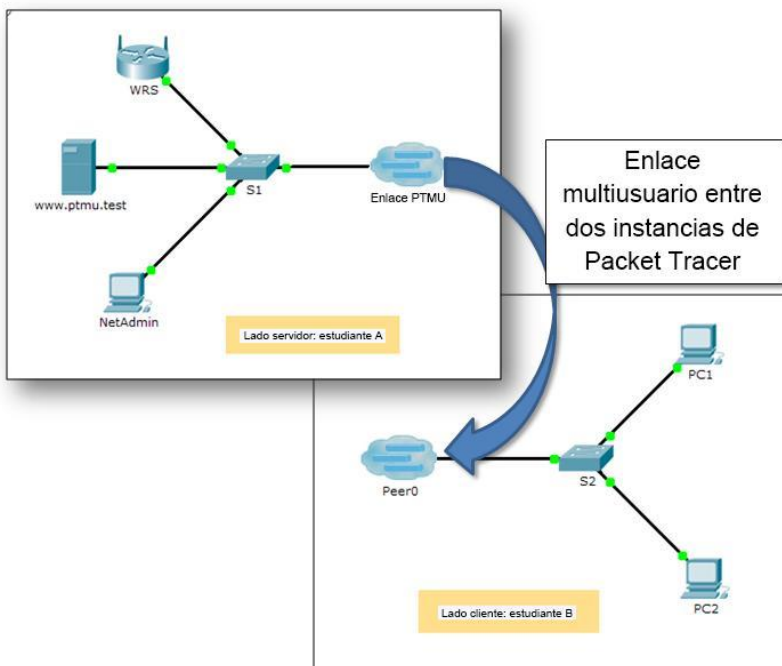 WRS
www.ptmu.test
S1
Enlace PTMU
NetAdmin
Lado servidor: estudiante A
Enlace
multiusuario entre
dos instancias de
Packet Tracer
PC1
Peer0
S2
PC2
Lado cliente: estudiante B